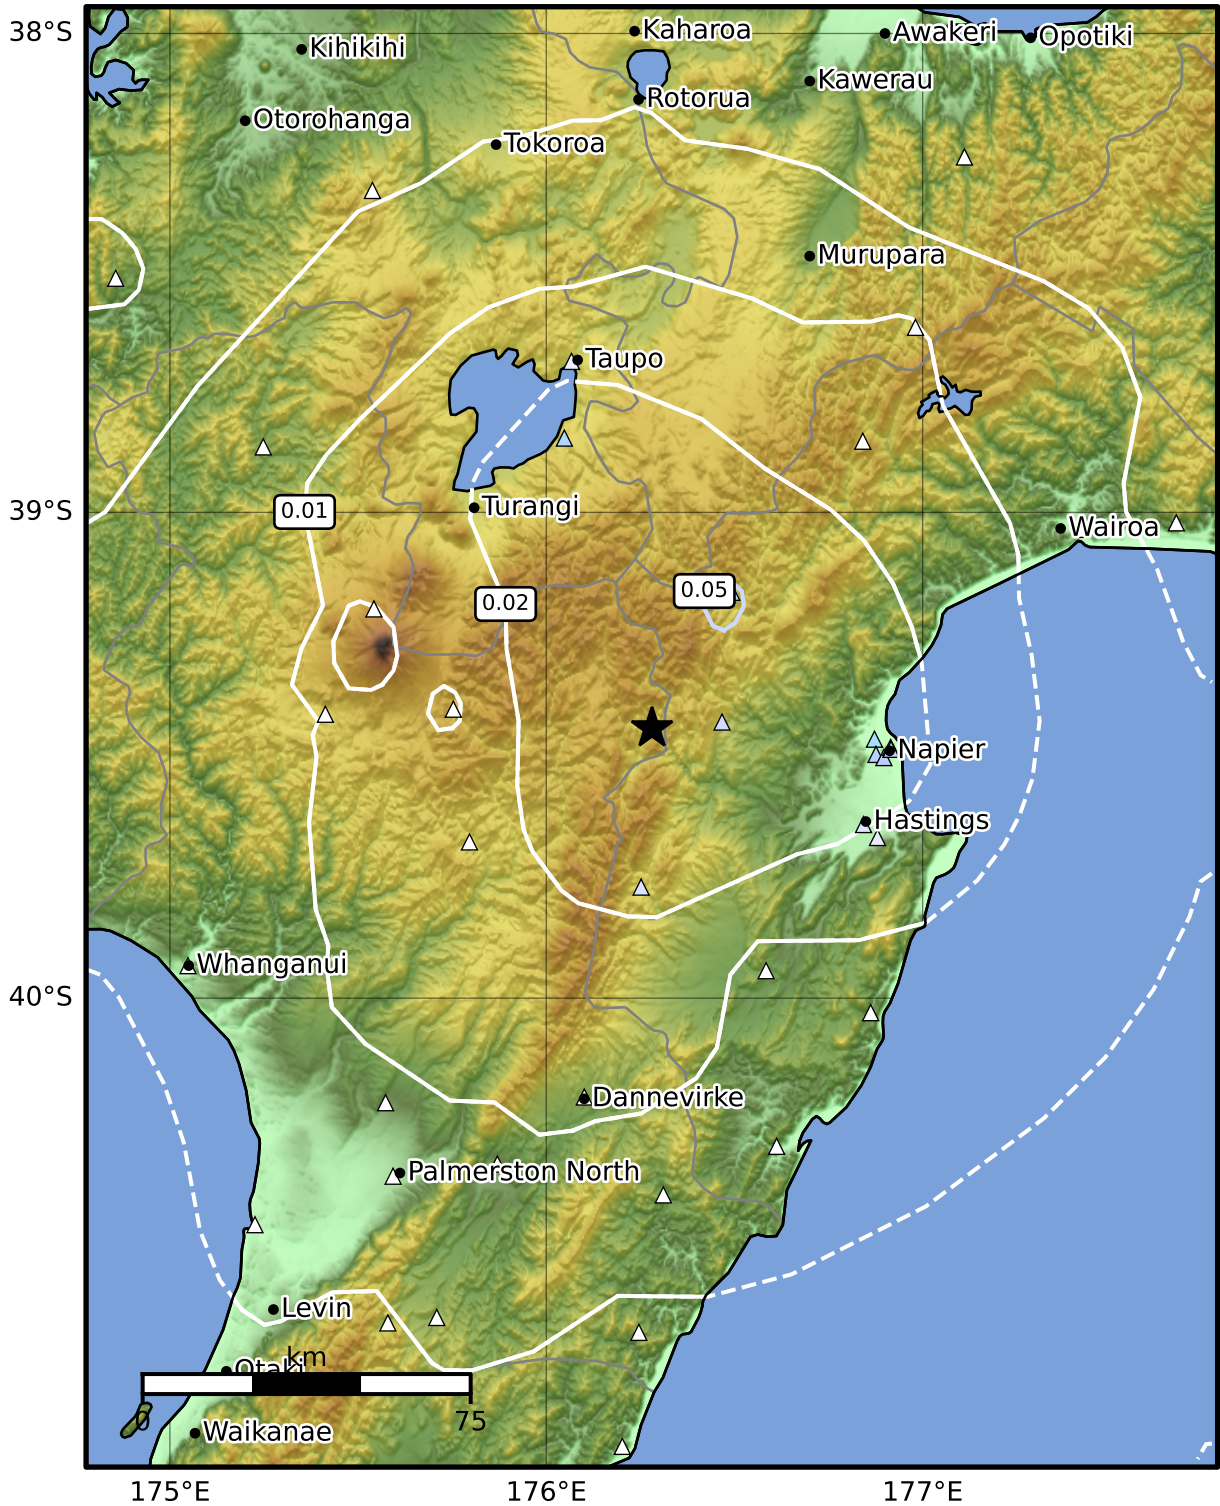 38°S
Kaharoa
Awakeri
Opotiki
Kihikihi
Kawerau
Rotorua
Otorohanga
Tokoroa
Murupara
Taupo
39°S
0.01
Turangi
Wairoa
0.05
0.02
Napier
Hastings
Whanganui
40°S
Dannevirke
Palmerston North
Levin
km
Otaki
0
75
Waikanae
175°E
176°E
177°E